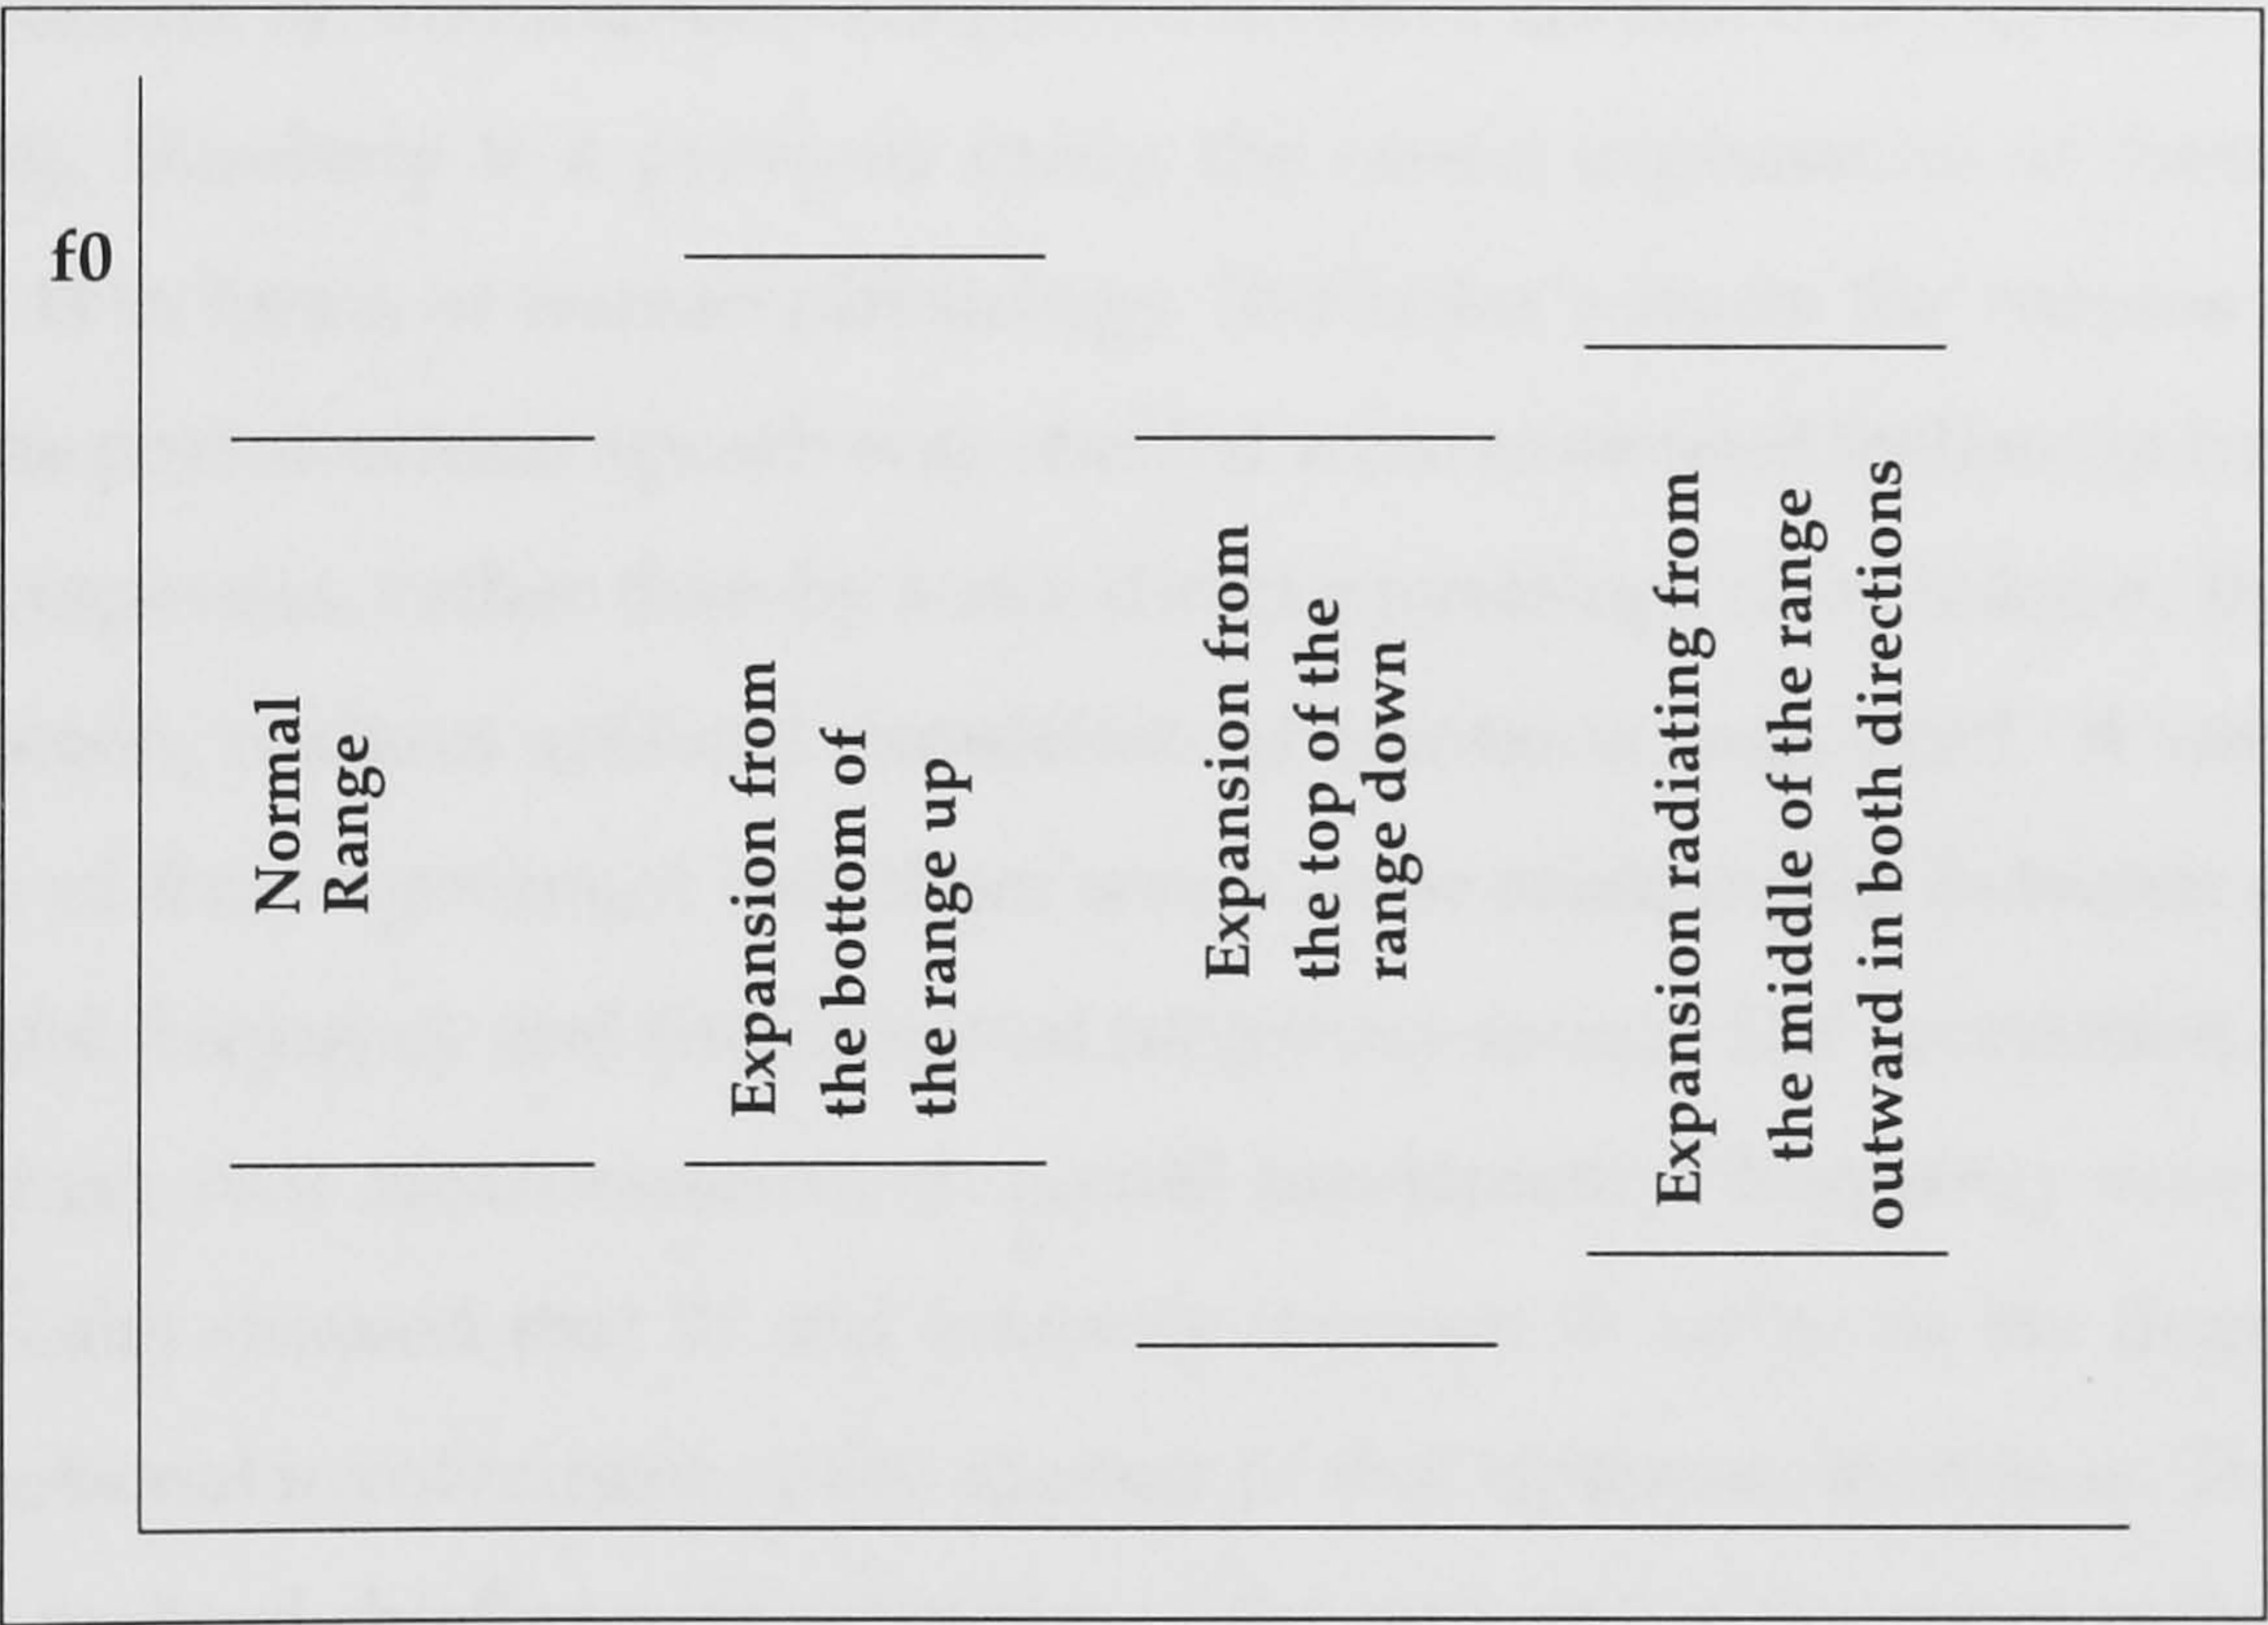 f0
Normal
Range
Expansion from
the bottom of
the range up
Expansion from
the top of the
range down
Expansion radiating from
the middle of the range
outward in both directions